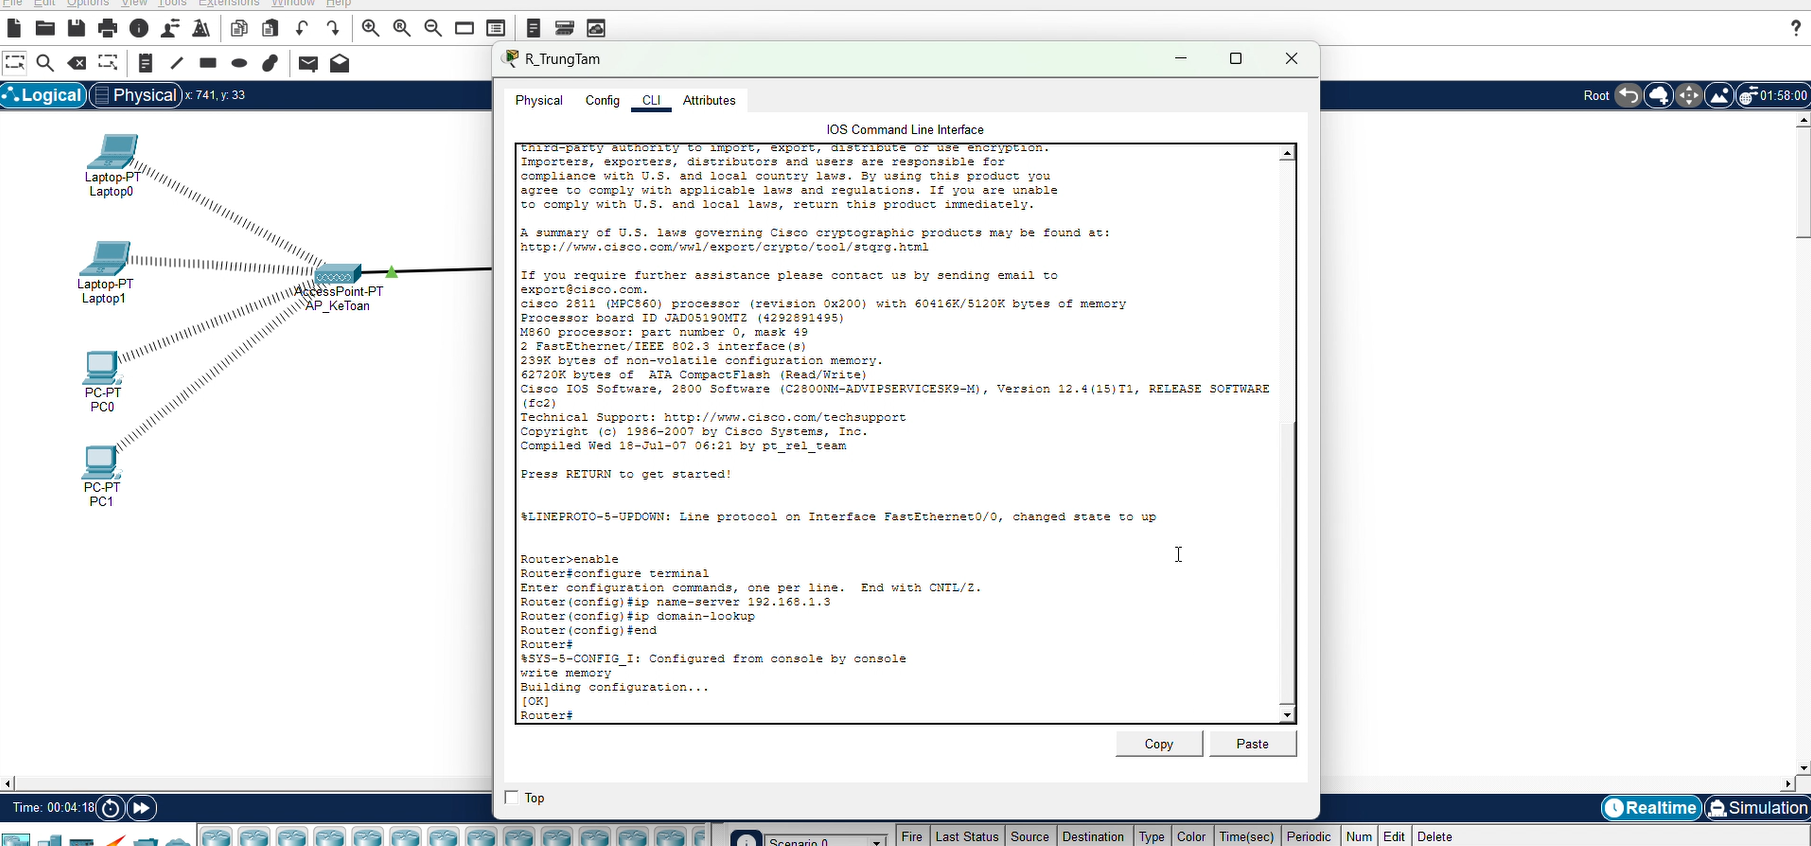 File Edit Options View Tools Extensions Window Help
R_TrungTam
Logical
Physical
x: 741, y: 33
Root
01:58:00
Physical
Config
CLI
Attributes
IOS Command Line Interface
third-party authority to import, export, distribute or use encryption.
Importers, exporters, distributors and users are responsible for
compliance with U.S. and local country laws. By using this product you
agree to comply with applicable laws and regulations. If you are unable
to comply with U.S. and local laws, return this product immediately.
A summary of U.S. laws governing Cisco cryptographic products may be found at:
http://www.cisco.com/wwl/export/crypto/tool/stqrg.html
If you require further assistance please contact us by sending email to
export@cisco.com.
cisco 2811 (MPC860) processor (revision 0x200) with 60416K/5120K bytes of memory
Processor board ID JAD05190MTZ (4292891495)
M860 processor: part number 0, mask 49
2 FastEthernet/IEEE 802.3 interface(s)
239K bytes of non-volatile configuration memory.
62720K bytes of  ATA CompactFlash (Read/Write)
Cisco IOS Software, 2800 Software (C2800NM-ADVIPSERVICESK9-M), Version 12.4(15)T1, RELEASE SOFTWARE
(fc2)
Technical Support: http://www.cisco.com/techsupport
Copyright (c) 1986-2007 by Cisco Systems, Inc.
Compiled Wed 18-Jul-07 06:21 by pt_rel_team
Press RETURN to get started!
%LINEPROTO-5-UPDOWN: Line protocol on Interface FastEthernet0/0, changed state to up
Router>enable
Router#configure terminal
Enter configuration commands, one per line.  End with CNTL/Z.
Router(config)#ip name-server 192.168.1.3
Router(config)#ip domain-lookup
Router(config)#end
Router#
%SYS-5-CONFIG_I: Configured from console by console
write memory
Building configuration...
[OK]
Router#
Copy
Paste
Top
Laptop-PT
Laptop0
Laptop-PT
Laptop1
AccessPoint-PT
AP_KeToan
PC-PT
PC0
PC-PT
PC1
Time: 00:04:18
Realtime
Simulation
Scenario 0
Fire
Last Status
Source
Destination
Type
Color
Time(sec)
Periodic
Num
Edit
Delete